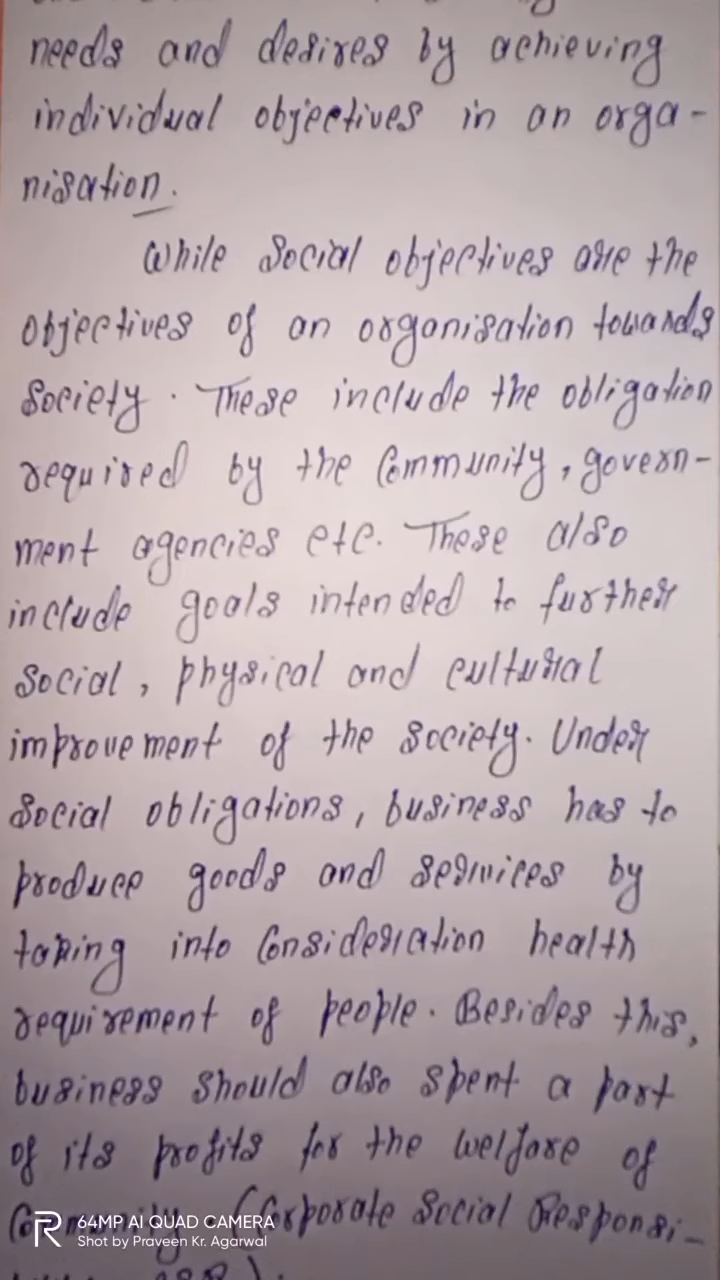 needs and desires by achieving
individual objectives in an orga-
nisation.
While Social objectives are the
objectives of an organisation towards
Society. These include the obligation
required by the Community, govern-
ment agencies etc. These also
include goals intended to further
social, physical and cultural
improvement of the society. Under
social obligations, business has to
produce goods and services by
taking into Consideration health
requirement of people. Besides this,
business should also spent a part
of its profits for the welfare of
Community (Corporate Social Responsi-
64MP AI QUAD CAMERA
Shot by Praveen Kr. Agarwal